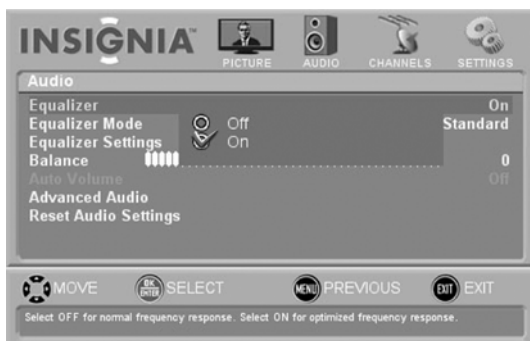 INSIGNIA™
PICTURE AUDIO CHANNELS SETTINGS
Audio
Equalizer On
Equalizer Mode Off Standard
Equalizer Settings On
Balance 0
Auto Volume Off
Advanced Audio
Reset Audio Settings
MOVE OK ENTER SELECT MENU PREVIOUS EXIT EXIT
Select OFF for normal frequency response. Select ON for optimized frequency response.